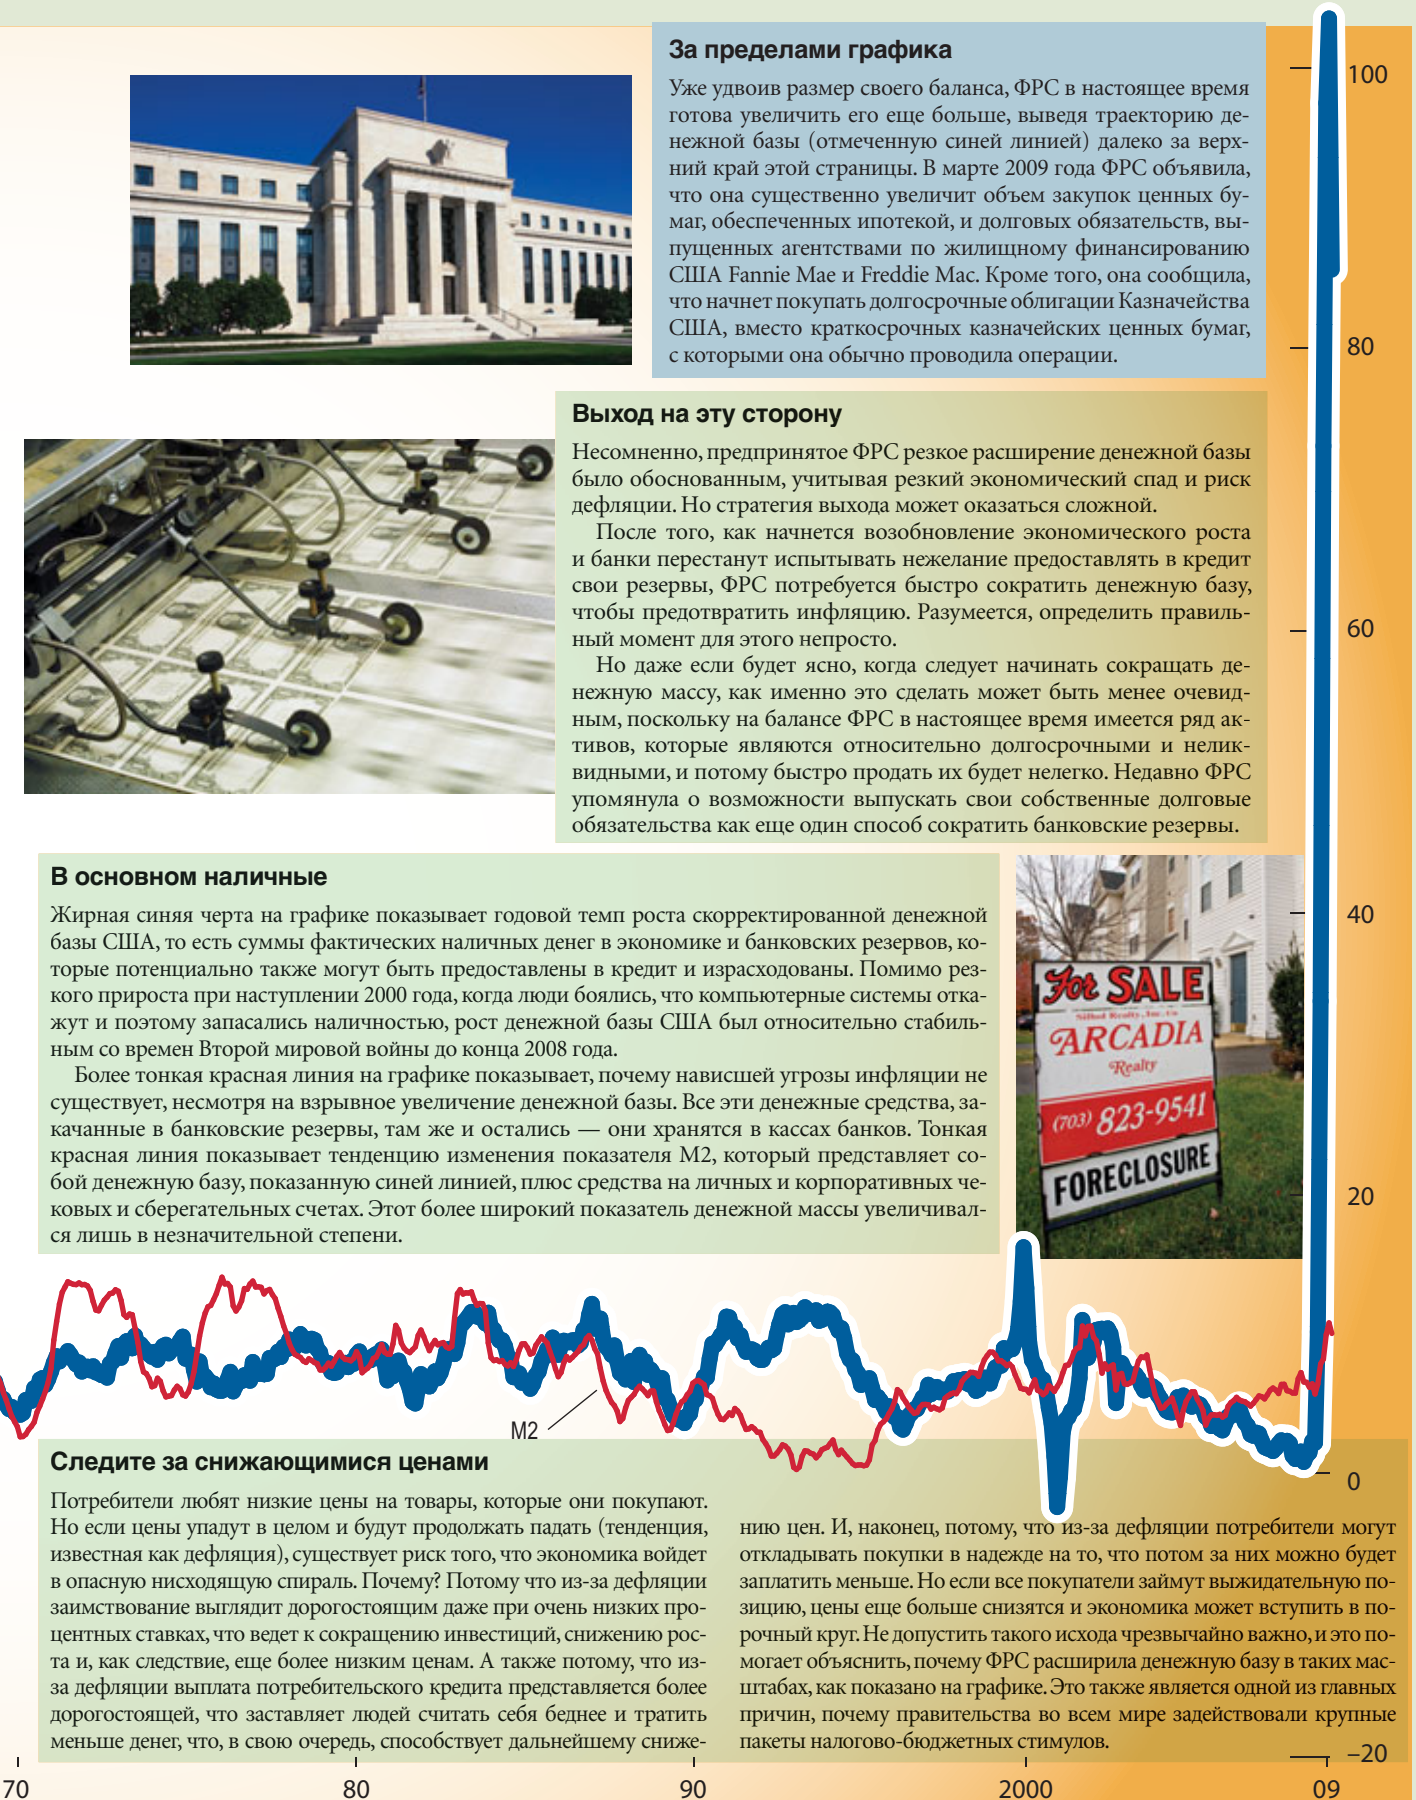 За пределами графика
Уже удвоив размер своего баланса, ФРС в настоящее время
готова увеличить его еще больше, выведя траекторию де-
нежной базы (отмеченную синей линией) далеко за верх-
ний край этой страницы. В марте 2009 года ФРС объявила,
что она существенно увеличит объем закупок ценных бу-
маг, обеспеченных ипотекой, и долговых обязательств, вы-
пущенных агентствами по жилищному финансированию
США Fannie Mae и Freddie Mac. Кроме того, она сообщила,
что начнет покупать долгосрочные облигации Казначейства
США, вместо краткосрочных казначейских ценных бумаг,
с которыми она обычно проводила операции.
100
80
60
40
20
0
–20
Выход на эту сторону
Несомненно, предпринятое ФРС резкое расширение денежной базы
было обоснованным, учитывая резкий экономический спад и риск
дефляции. Но стратегия выхода может оказаться сложной.
После того, как начнется возобновление экономического роста
и банки перестанут испытывать нежелание предоставлять в кредит
свои резервы, ФРС потребуется быстро сократить денежную базу,
чтобы предотвратить инфляцию. Разумеется, определить правиль-
ный момент для этого непросто.
Но даже если будет ясно, когда следует начинать сокращать де-
нежную массу, как именно это сделать может быть менее очевид-
ным, поскольку на балансе ФРС в настоящее время имеется ряд ак-
тивов, которые являются относительно долгосрочными и нелик-
видными, и потому быстро продать их будет нелегко. Недавно ФРС
упомянула о возможности выпускать свои собственные долговые
обязательства как еще один способ сократить банковские резервы.
В основном наличные
Жирная синяя черта на графике показывает годовой темп роста скорректированной денежной
базы США, то есть суммы фактических наличных денег в экономике и банковских резервов, ко-
торые потенциально также могут быть предоставлены в кредит и израсходованы. Помимо рез-
кого прироста при наступлении 2000 года, когда люди боялись, что компьютерные системы отка-
жут и поэтому запасались наличностью, рост денежной базы США был относительно стабиль-
ным со времен Второй мировой войны до конца 2008 года.
Более тонкая красная линия на графике показывает, почему нависшей угрозы инфляции не
существует, несмотря на взрывное увеличение денежной базы. Все эти денежные средства, за-
качанные в банковские резервы, там же и остались — они хранятся в кассах банков. Тонкая
красная линия показывает тенденцию изменения показателя М2, который представляет со-
бой денежную базу, показанную синей линией, плюс средства на личных и корпоративных че-
ковых и сберегательных счетах. Этот более широкий показатель денежной массы увеличивал-
ся лишь в незначительной степени.
For SALE
ARCADIA
Realty
(703) 823-9541
FORECLOSURE
M2
Следите за снижающимися ценами
Потребители любят низкие цены на товары, которые они покупают.
Но если цены упадут в целом и будут продолжать падать (тенденция,
известная как дефляция), существует риск того, что экономика войдет
в опасную нисходящую спираль. Почему? Потому что из-за дефляции
заимствование выглядит дорогостоящим даже при очень низких про-
центных ставках, что ведет к сокращению инвестиций, снижению рос-
та и, как следствие, еще более низким ценам. А также потому, что из-
за дефляции выплата потребительского кредита представляется более
дорогостоящей, что заставляет людей считать себя беднее и тратить
меньше денег, что, в свою очередь, способствует дальнейшему сниже-
нию цен. И, наконец, потому, что из-за дефляции потребители могут
откладывать покупки в надежде на то, что потом за них можно будет
заплатить меньше. Но если все покупатели займут выжидательную по-
зицию, цены еще больше снизятся и экономика может вступить в по-
рочный круг. Не допустить такого исхода чрезвычайно важно, и это по-
могает объяснить, почему ФРС расширила денежную базу в таких мас-
штабах, как показано на графике. Это также является одной из главных
причин, почему правительства во всем мире задействовали крупные
пакеты налогово-бюджетных стимулов.
70
80
90
2000
09